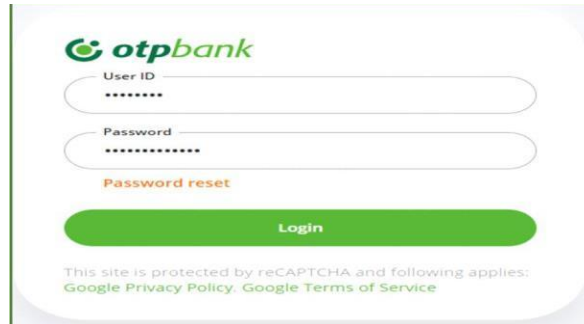 otpbank
User ID
••••••••
Password
•••••••••••••
Password reset
Login
This site is protected by reCAPTCHA and following applies:
Google Privacy Policy. Google Terms of Service